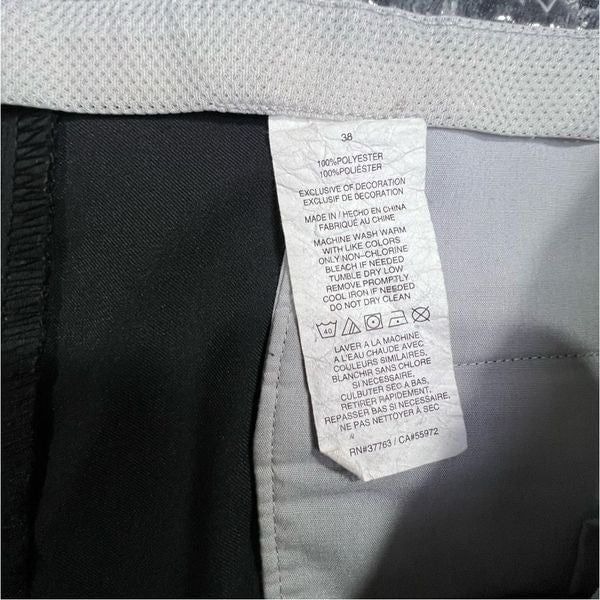 38
100%POLYESTER
100%POLIÉSTER
EXCLUSIVE OF DECORATION
EXCLUSIF DE DECORATION
MADE IN / HECHO EN CHINA
FABRIQUÉ AU CHINE
MACHINE WASH WARM
WITH LIKE COLORS
ONLY NON-CHLORINE
BLEACH IF NEEDED
TUMBLE DRY LOW
REMOVE PROMPTLY
COOL IRON IF NEEDED
DO NOT DRY CLEAN
40
LAVER A LA MACHINE
A L'EAU CHAUDE AVEC
COULEURS SIMILAIRES,
BLANCHIR SANS CHLORE
SI NECESSAIRE,
CULBUTER SEC A BAS,
RETIRER RAPIDEMENT,
REPASSER BAS SI NECESSAIRE
NE PAS NETTOYER À SEC
RN#37763 / CA#55972